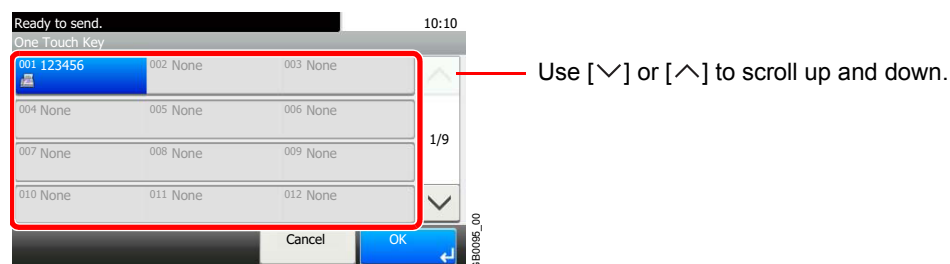 Ready to send. 10:10
One Touch Key
001 123456 002 None 003 None
Use [∨] or [∧] to scroll up and down.
004 None 005 None 006 None
1/9
007 None 008 None 009 None
010 None 011 None 012 None
Cancel OK